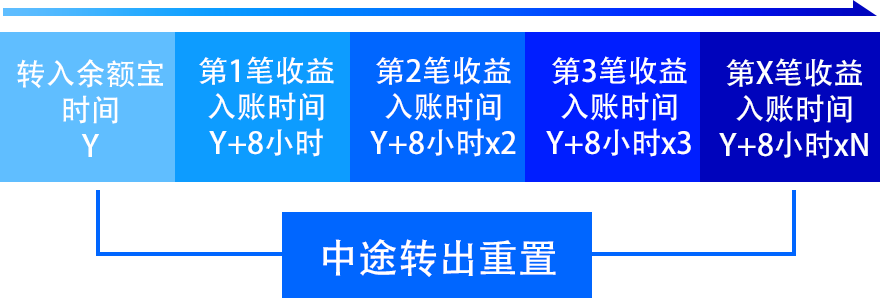 转入余额宝
时间
Y
第1笔收益
入账时间
Y+8小时
第2笔收益
入账时间
Y+8小时x2
第3笔收益
入账时间
Y+8小时x3
第X笔收益
入账时间
Y+8小时xN
中途转出重置